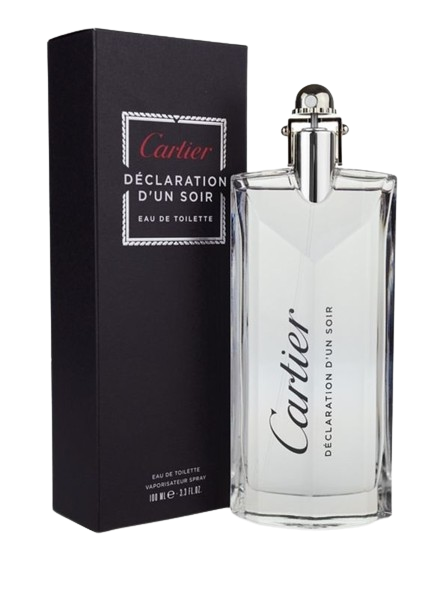 Cartier
DÉCLARATION
D'UN SOIR
EAU DE TOILETTE
EAU DE TOILETTE
VAPORISATEUR SPRAY
100 ML e - 3.3 FL.OZ.
Cartier
DÉCLARATION D'UN SOIR